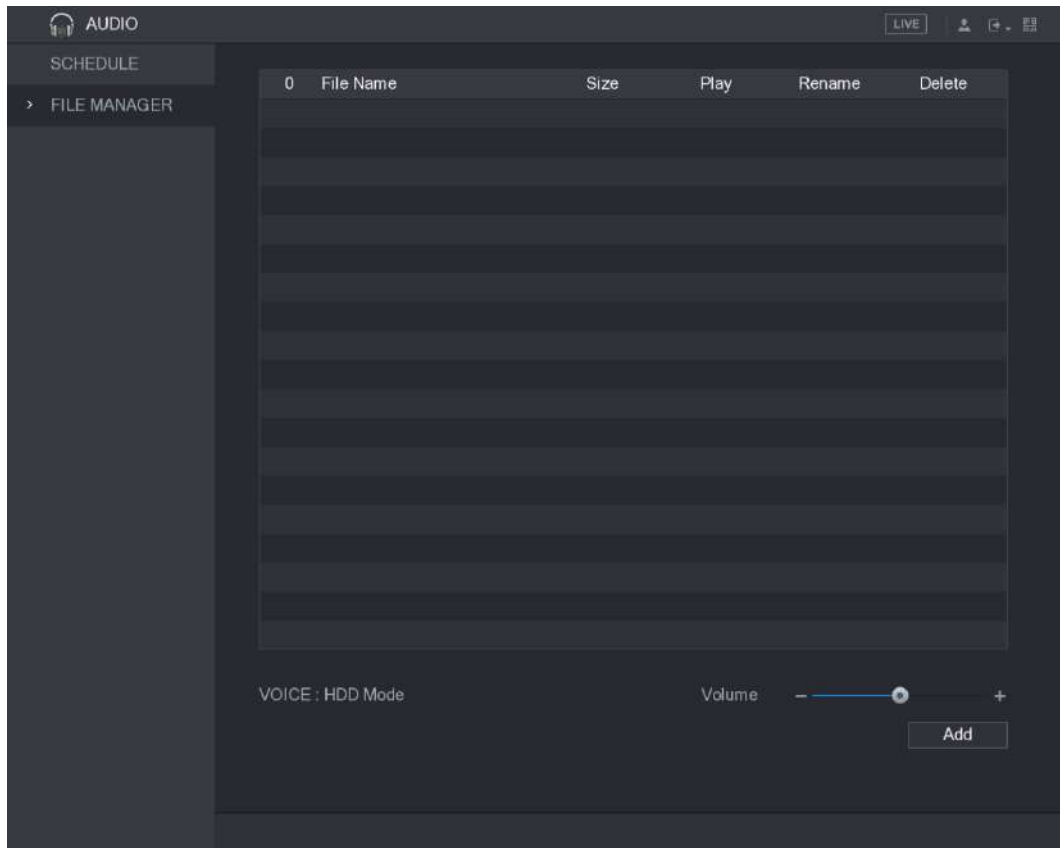 AUDIO
LIVE
SCHEDULE
FILE MANAGER
0 File Name Size Play Rename Delete
VOICE : HDD Mode
Volume
Add